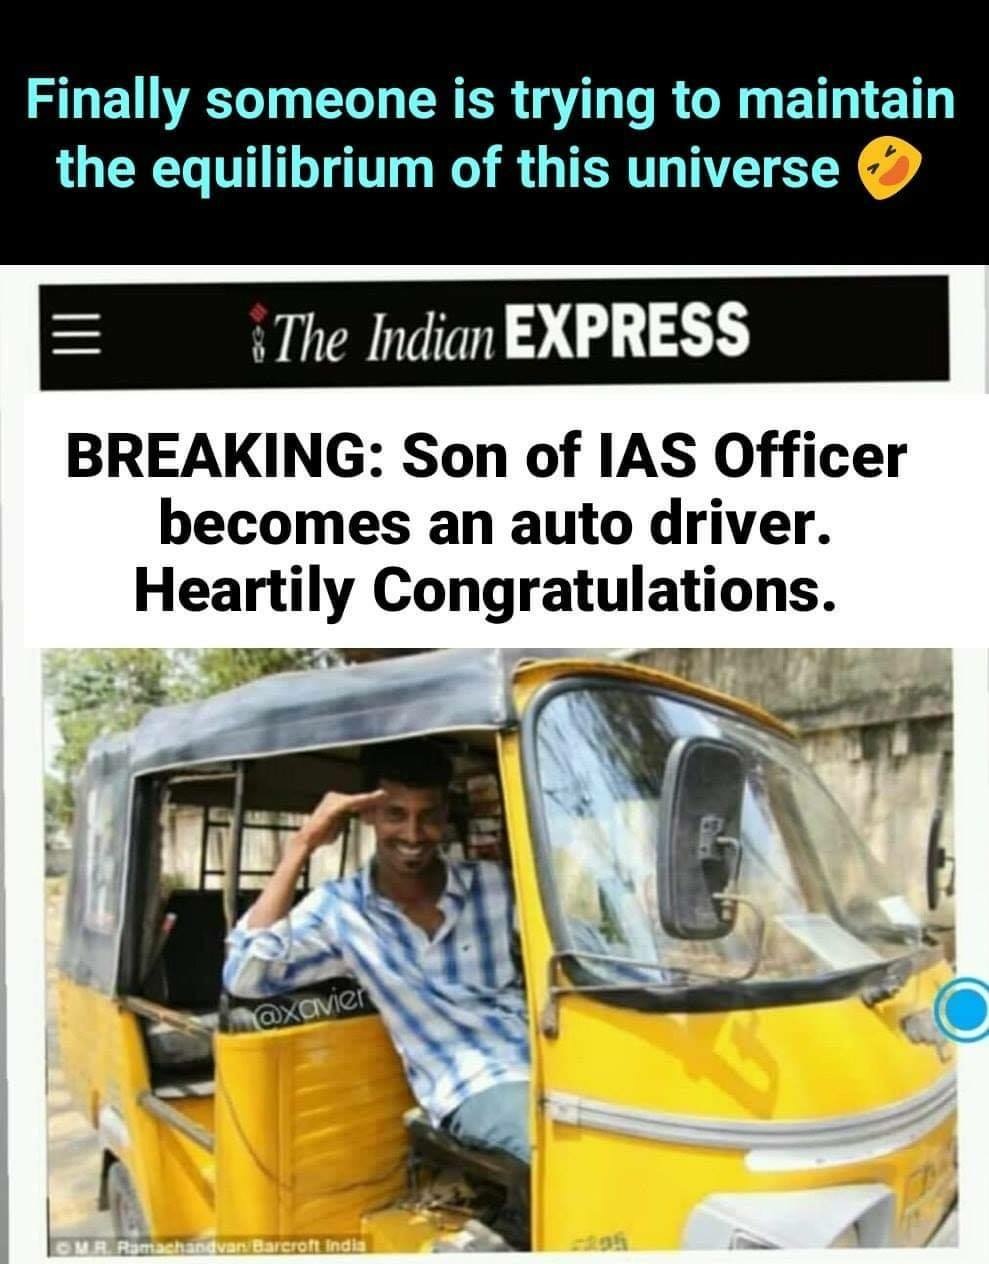 Finally someone is trying to maintain
the equilibrium of this universe 🤣
The Indian EXPRESS
BREAKING: Son of IAS Officer
becomes an auto driver.
Heartily Congratulations.
@xavier
© M.R. Ramachandvan/Barcroft India